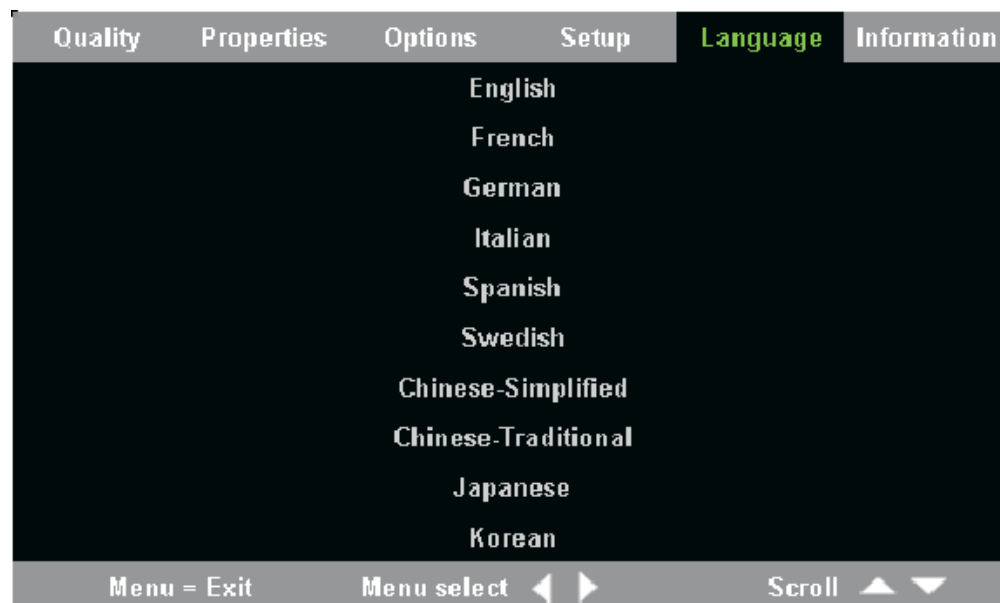 Quality Properties Options Setup Language Information
English
French
German
Italian
Spanish
Swedish
Chinese-Simplified
Chinese-Traditional
Japanese
Korean
Menu = Exit Menu select Scroll